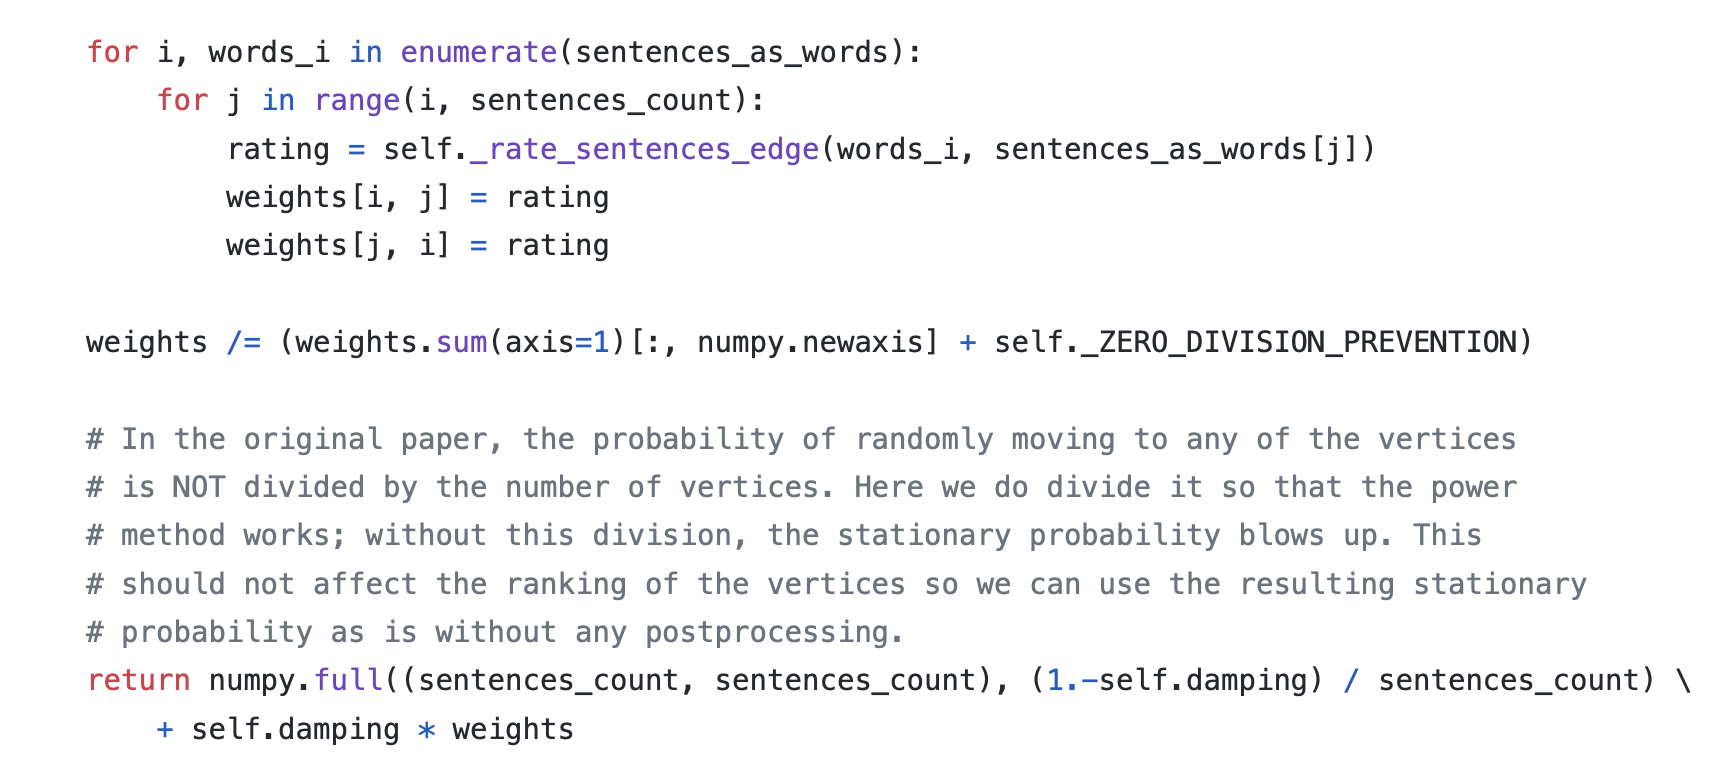 for i, words_i in enumerate(sentences_as_words):
    for j in range(i, sentences_count):
        rating = self._rate_sentences_edge(words_i, sentences_as_words[j])
        weights[i, j] = rating
        weights[j, i] = rating

weights /= (weights.sum(axis=1)[:, numpy.newaxis] + self._ZERO_DIVISION_PREVENTION)

# In the original paper, the probability of randomly moving to any of the vertices
# is NOT divided by the number of vertices. Here we do divide it so that the power
# method works; without this division, the stationary probability blows up. This
# should not affect the ranking of the vertices so we can use the resulting stationary
# probability as is without any postprocessing.
return numpy.full((sentences_count, sentences_count), (1.-self.damping) / sentences_count) \
    + self.damping * weights